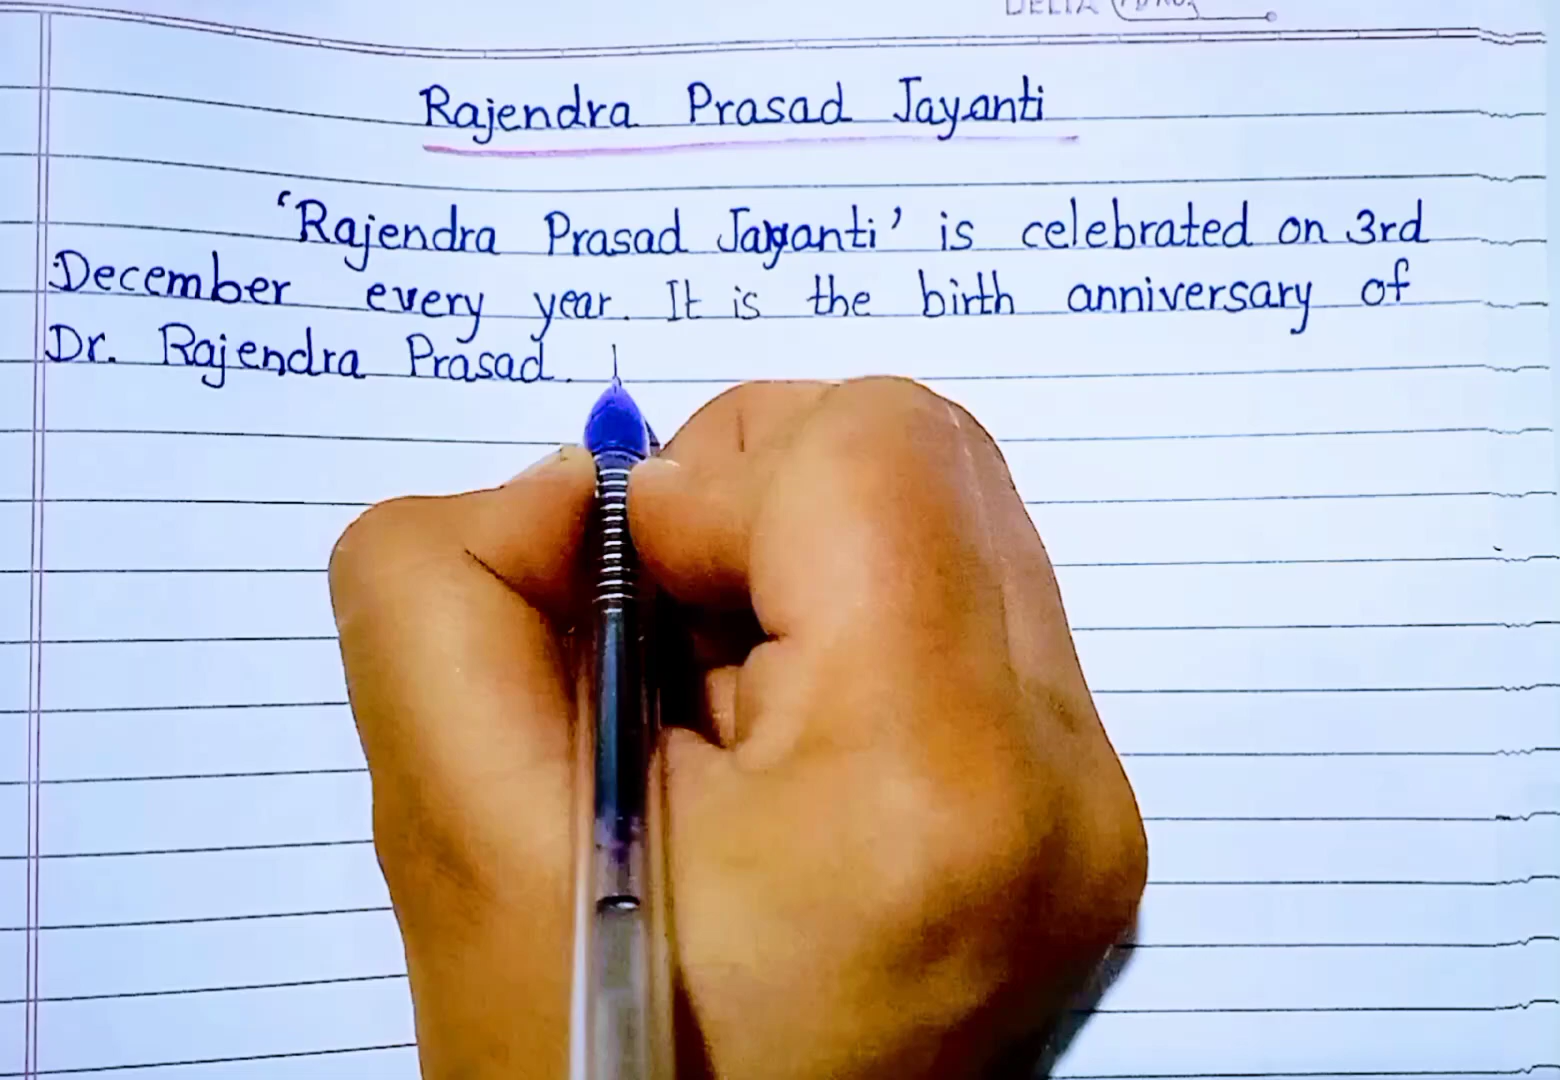 Rajendra Prasad Jayanti
‘Rajendra Prasad Jayanti’ is celebrated on 3rd
December every year. It is the birth anniversary of
Dr. Rajendra Prasad.